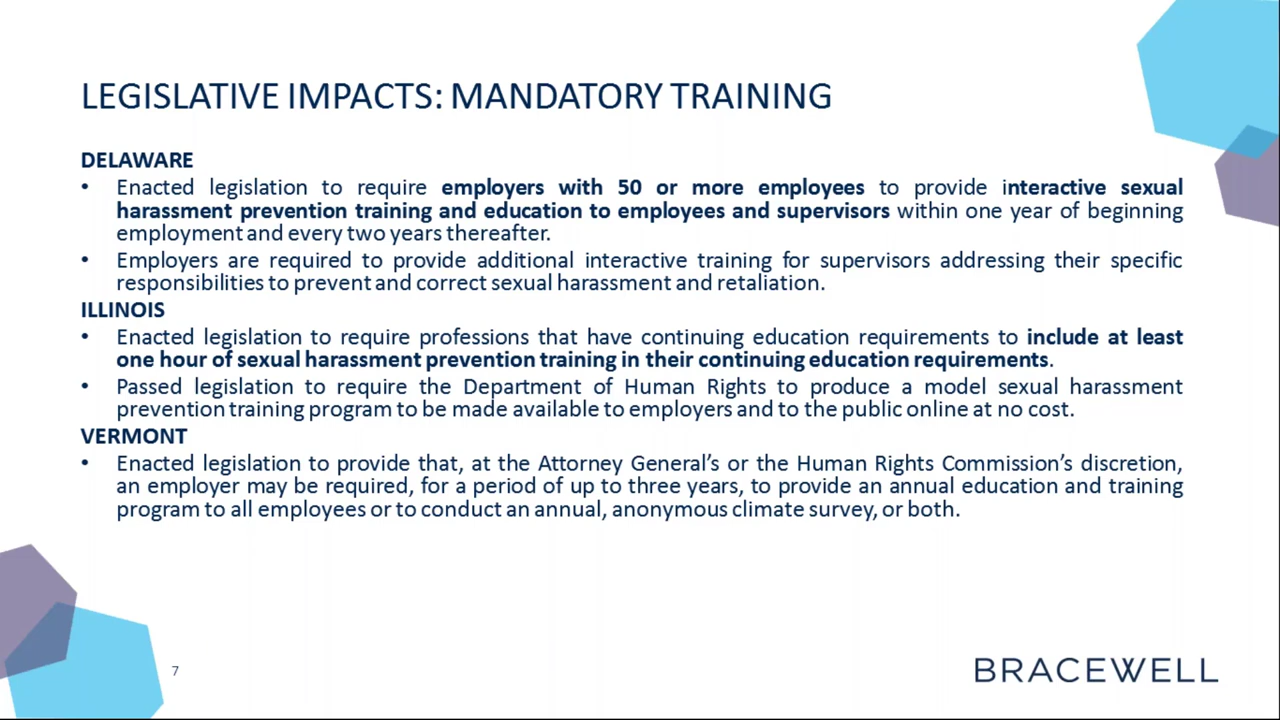 LEGISLATIVE IMPACTS: MANDATORY TRAINING
DELAWARE
• Enacted legislation to require employers with 50 or more employees to provide interactive sexual
harassment prevention training and education to employees and supervisors within one year of beginning
employment and every two years thereafter.
• Employers are required to provide additional interactive training for supervisors addressing their specific
responsibilities to prevent and correct sexual harassment and retaliation.
ILLINOIS
• Enacted legislation to require professions that have continuing education requirements to include at least
one hour of sexual harassment prevention training in their continuing education requirements.
• Passed legislation to require the Department of Human Rights to produce a model sexual harassment
prevention training program to be made available to employers and to the public online at no cost.
VERMONT
• Enacted legislation to provide that, at the Attorney General's or the Human Rights Commission's discretion,
an employer may be required, for a period of up to three years, to provide an annual education and training
program to all employees or to conduct an annual, anonymous climate survey, or both.
7
BRACEWELL